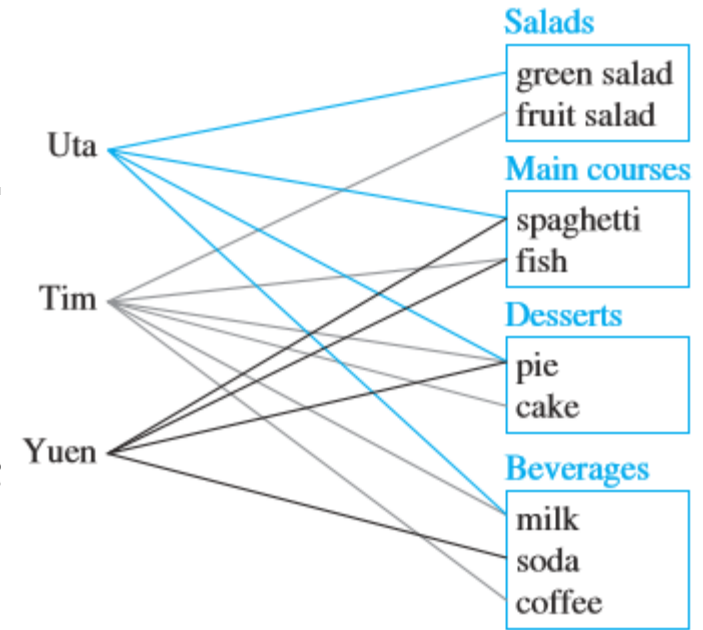 Salads
green salad
fruit salad
Uta
Main courses
spaghetti
fish
Tim
Desserts
pie
cake
Yuen
Beverages
milk
soda
coffee